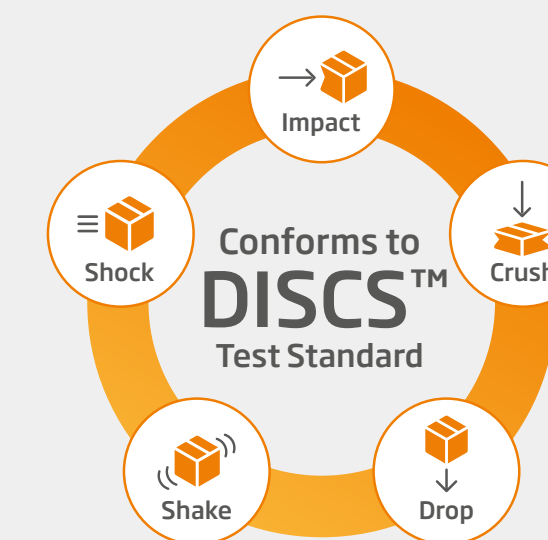 Impact
Shock
Crush
Conforms to
DISCS™
Test Standard
Shake
Drop